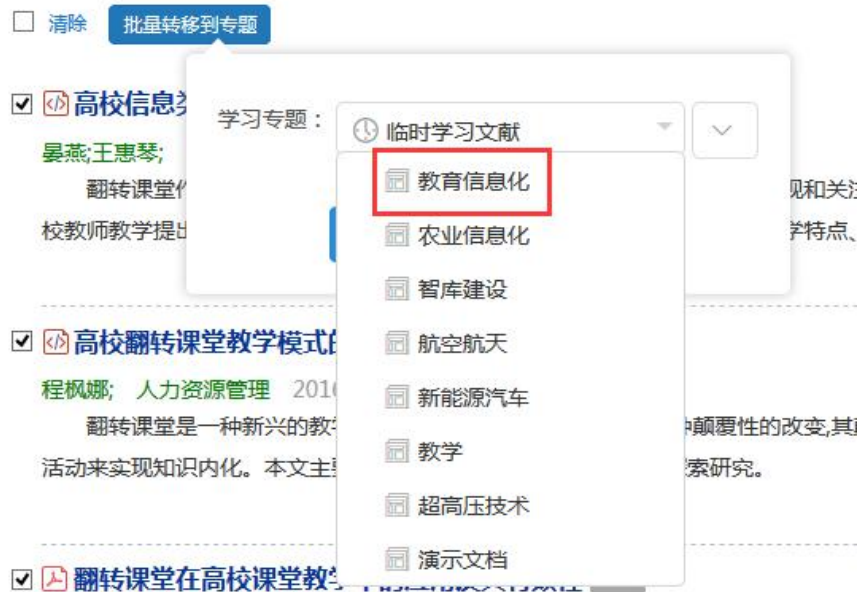 清除 批量转移到专题
高校信息
学习专题：
临时学习文献
晏燕;王惠琴;
教育信息化
翻转课堂作
现和关注
农业信息化
校教师教学提出
学特点、
智库建设
高校翻转课堂教学模式的
航空航天
程枫娜; 人力资源管理 2016
新能源汽车
翻转课堂是一种新兴的教学
颠覆性的改变,其
教学
活动来实现知识内化。本文主要
索研究。
超高压技术
演示文档
翻转课堂在高校课堂教学